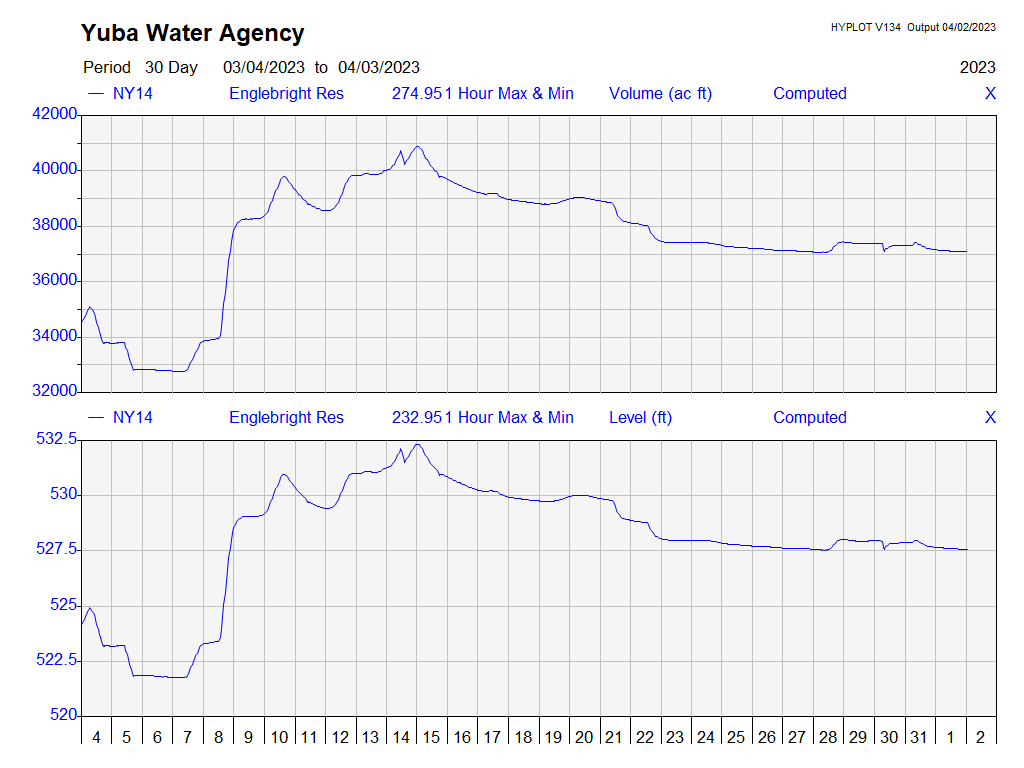 Yuba Water Agency
HYPLOT V134 Output 04/02/2023
Period 30 Day 03/04/2023 to 04/03/2023 2023
NY14 Englebright Res 274.951 Hour Max & Min Volume (ac ft) Computed X
42000
40000
38000
36000
34000
32000
NY14 Englebright Res 232.951 Hour Max & Min Level (ft) Computed X
532.5
530
527.5
525
522.5
520
4 5 6 7 8 9 10 11 12 13 14 15 16 17 18 19 20 21 22 23 24 25 26 27 28 29 30 31 1 2